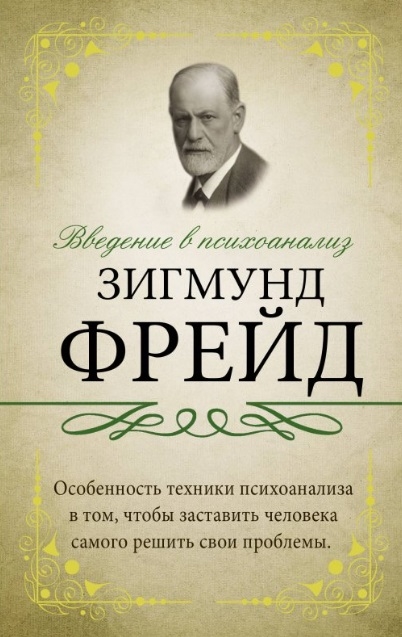 Введение в психоанализ
ЗИГМУНД
ФРЕЙД
Особенность техники психоанализа
в том, чтобы заставить человека
самого решить свои проблемы.